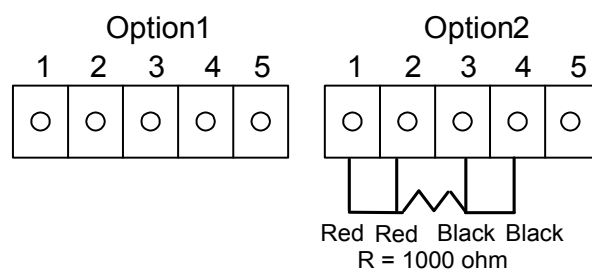 Option1 Option2
1 2 3 4 5 1 2 3 4 5
Red Red Black Black
R = 1000 ohm